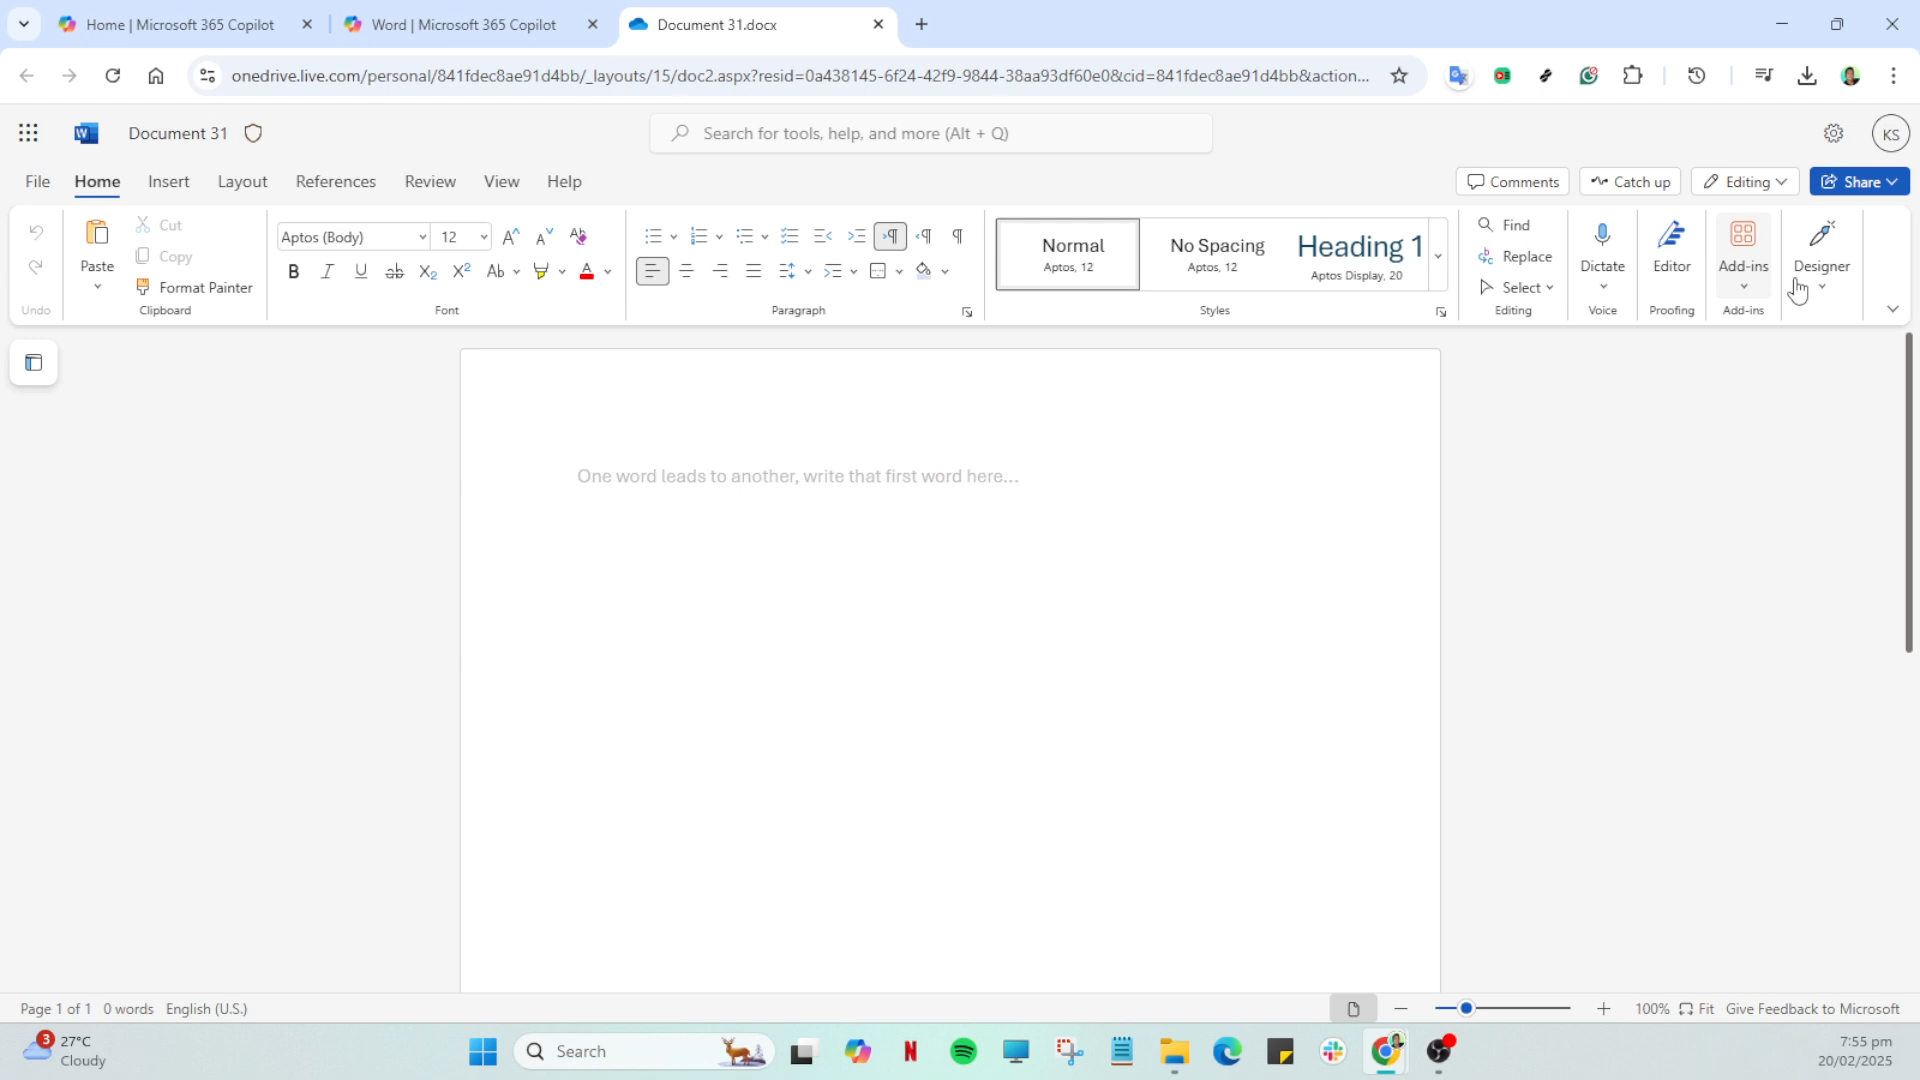 Home | Microsoft 365 Copilot
Word | Microsoft 365 Copilot
Document 31.docx
onedrive.live.com/personal/841fdec8ae91d4bb/_layouts/15/doc2.aspx?resid=0a438145-6f24-42f9-9844-38aa93df60e0&cid=841fdec8ae91d4bb&action...
Document 31
Search for tools, help, and more (Alt + Q)
KS
File Home Insert Layout References Review View Help
Comments Catch up Editing Share
Paste
Cut
Copy
Format Painter
Aptos (Body) 12
Normal
Aptos, 12
No Spacing
Aptos, 12
Heading 1
Aptos Display, 20
Find
Replace
Select
Dictate
Editor
Add-ins
Designer
Undo Clipboard Font Paragraph Styles Editing Voice Proofing Add-ins
One word leads to another, write that first word here...
Page 1 of 1 0 words English (U.S.)
100% Fit Give Feedback to Microsoft
3
27°C
Cloudy
Search
7:55 pm
20/02/2025